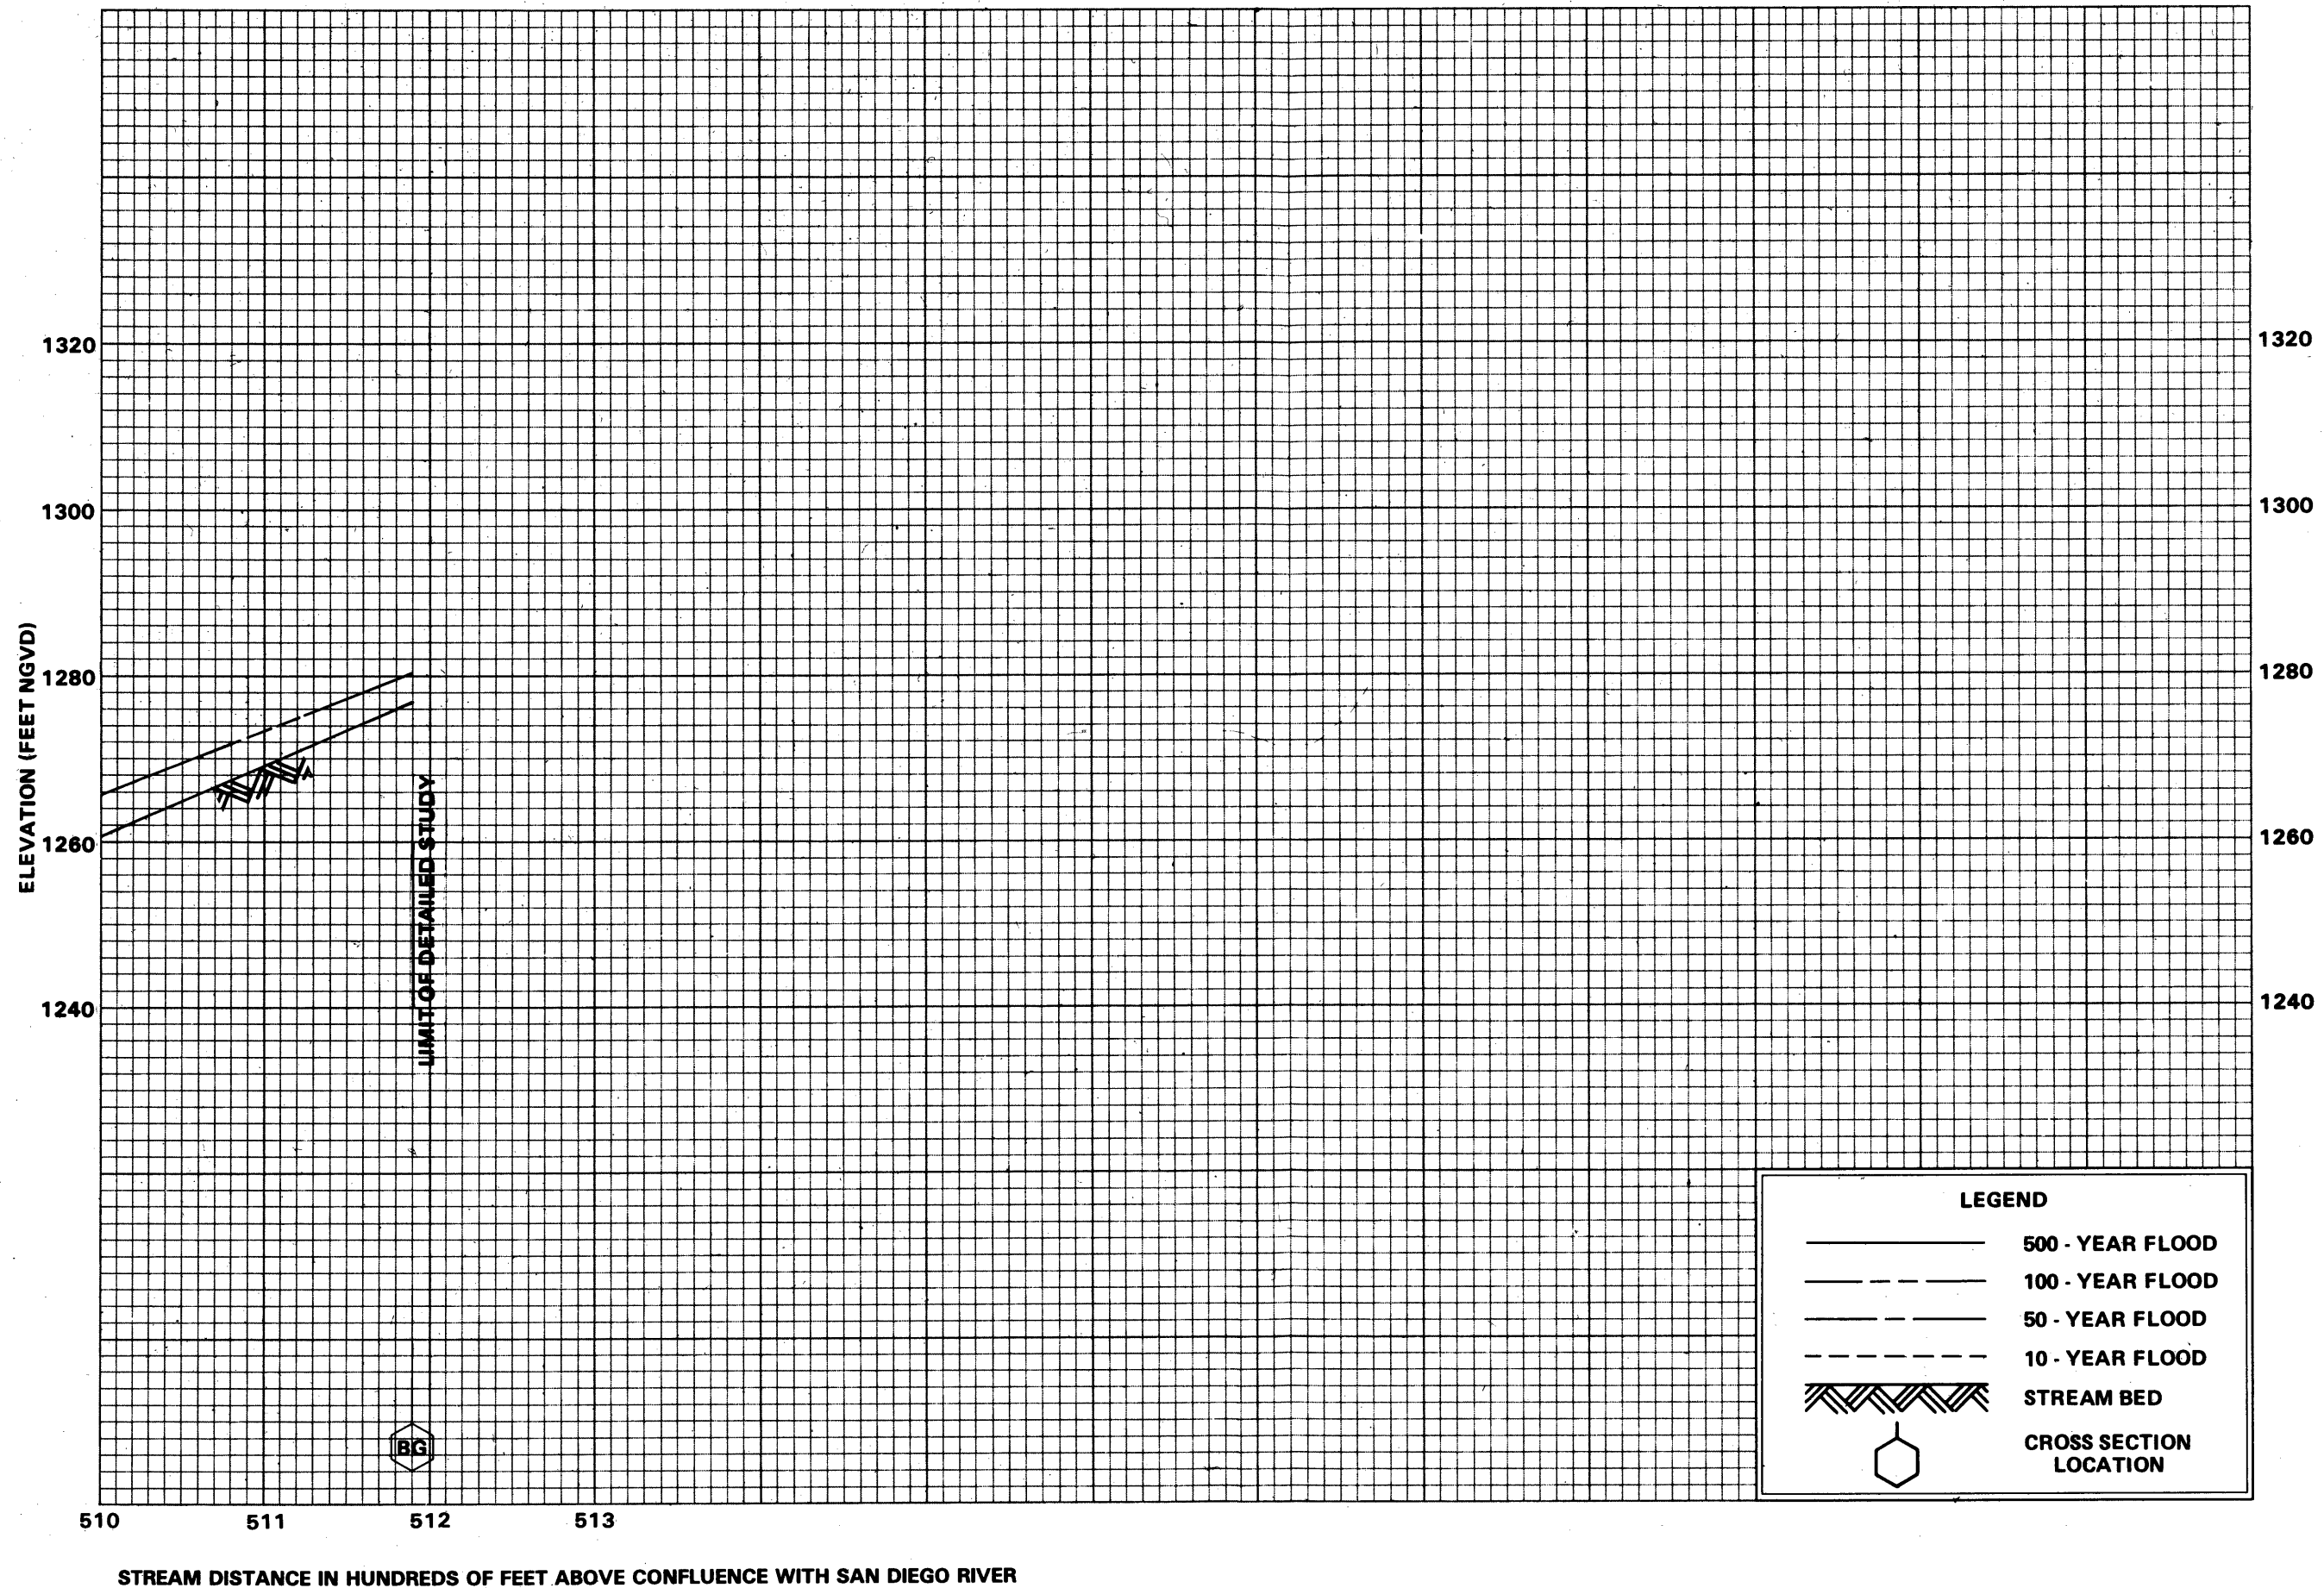 1320
1320
1300
1300
1280
1280
1260
1260
1240
1240
ELEVATION (FEET NGVD)
LIMIT OF DETAILED STUDY
BG
LEGEND
500 - YEAR FLOOD
100 - YEAR FLOOD
50 - YEAR FLOOD
10 - YEAR FLOOD
STREAM BED
CROSS SECTION
LOCATION
510 511 512 513
STREAM DISTANCE IN HUNDREDS OF FEET ABOVE CONFLUENCE WITH SAN DIEGO RIVER